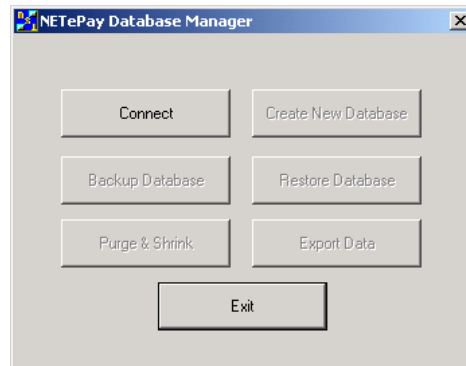 NETePay Database Manager
Connect
Create New Database
Backup Database
Restore Database
Purge & Shrink
Export Data
Exit